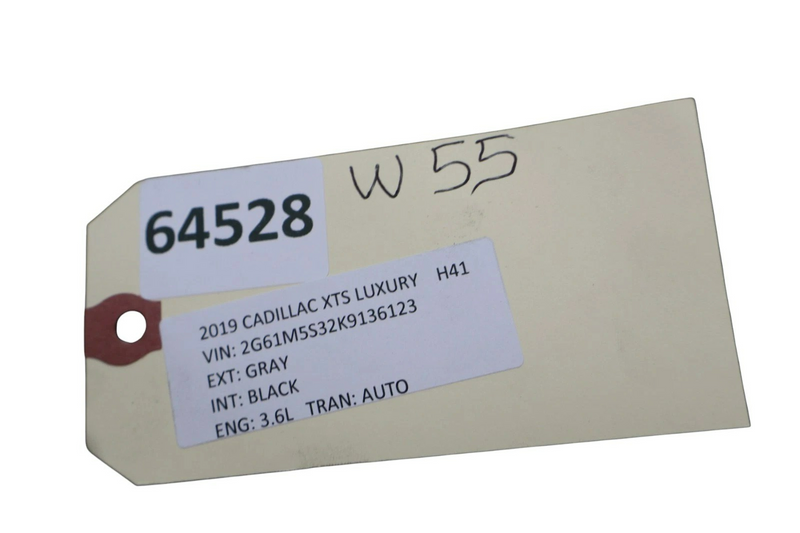 W 55
64528
2019 CADILLAC XTS LUXURY H41
VIN: 2G61M5S32K9136123
EXT: GRAY
INT: BLACK
ENG: 3.6L TRAN: AUTO